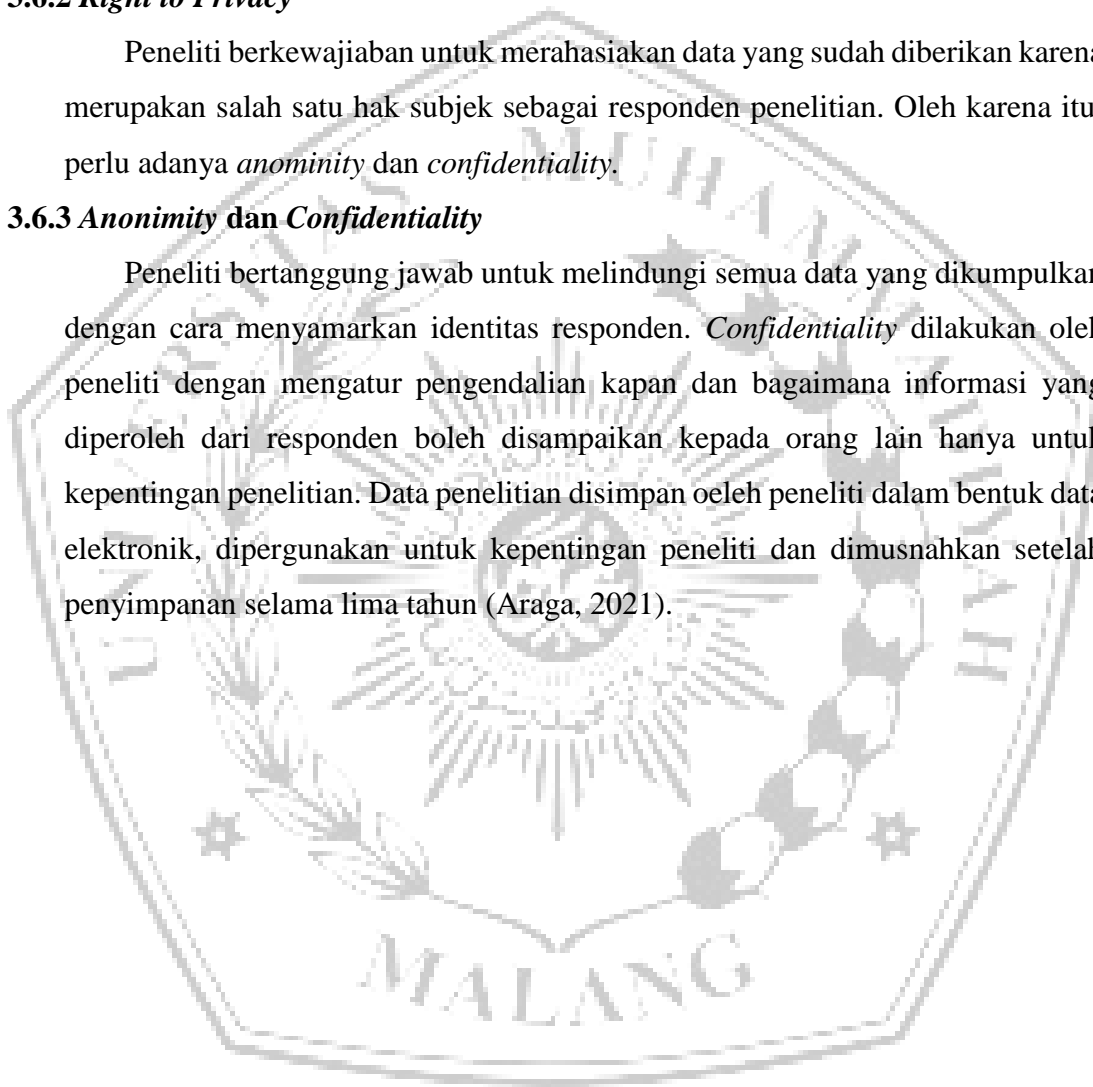 3.6.2 Right to Privacy
Peneliti berkewajiaban untuk merahasiakan data yang sudah diberikan karena
merupakan salah satu hak subjek sebagai responden penelitian. Oleh karena itu
perlu adanya anominity dan confidentiality.
3.6.3 Anonimity dan Confidentiality
Peneliti bertanggung jawab untuk melindungi semua data yang dikumpulkan
dengan cara menyamarkan identitas responden. Confidentiality dilakukan oleh
peneliti dengan mengatur pengendalian kapan dan bagaimana informasi yang
diperoleh dari responden boleh disampaikan kepada orang lain hanya untuk
kepentingan penelitian. Data penelitian disimpan oeleh peneliti dalam bentuk data
elektronik, dipergunakan untuk kepentingan peneliti dan dimusnahkan setelah
penyimpanan selama lima tahun (Araga, 2021).
UNIVERSITAS MUHAMMADIYAH
MALANG